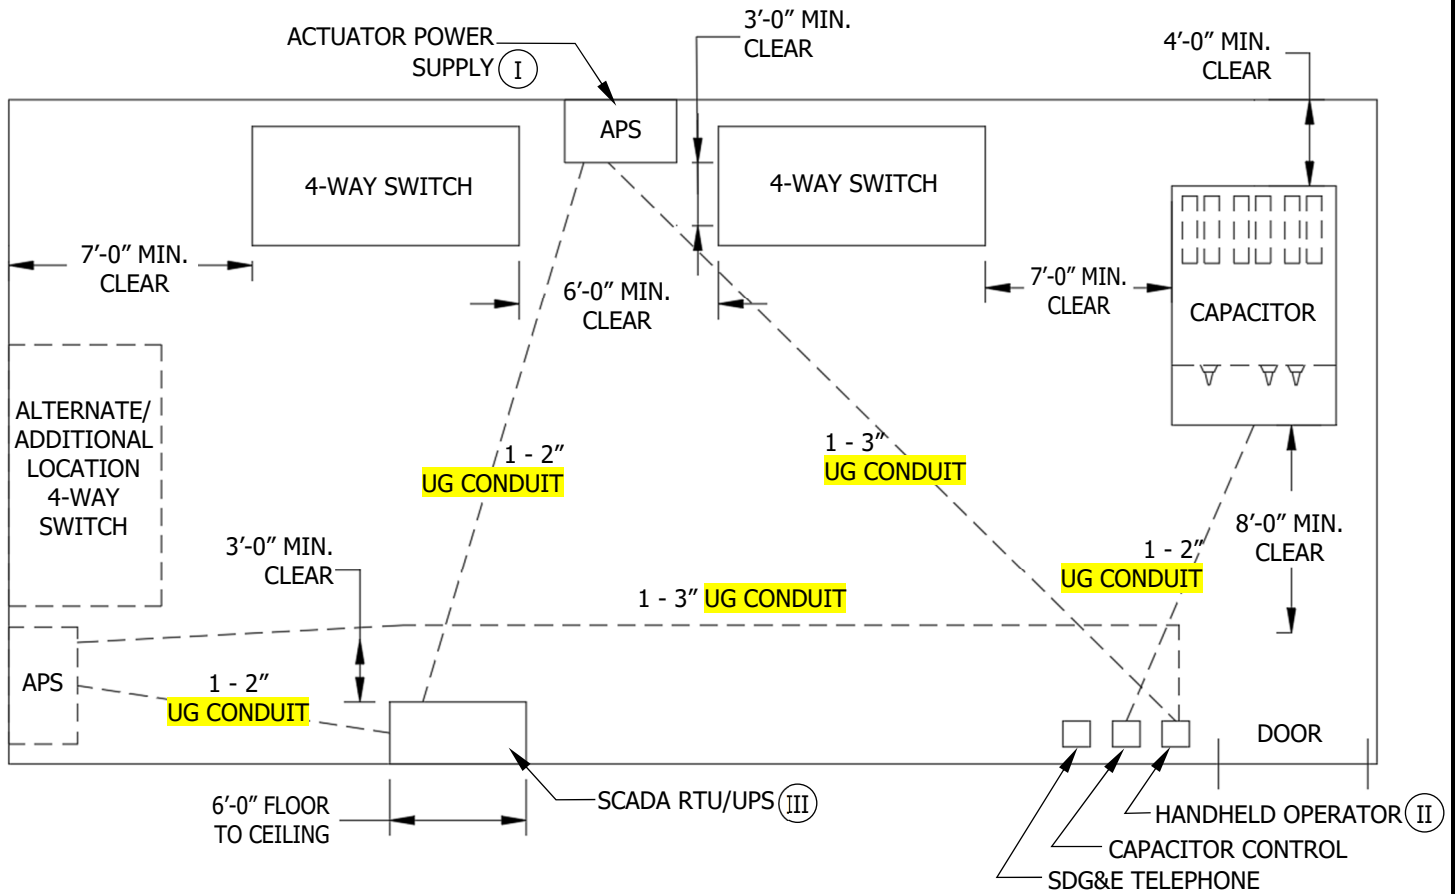 ACTUATOR POWER
SUPPLY I
3′-0″ MIN.
CLEAR
4′-0″ MIN.
CLEAR
APS
4-WAY SWITCH
4-WAY SWITCH
7′-0″ MIN.
CLEAR
6′-0″ MIN.
CLEAR
7′-0″ MIN.
CLEAR
CAPACITOR
ALTERNATE/
ADDITIONAL
LOCATION
4-WAY
SWITCH
1 - 2″
UG CONDUIT
1 - 3″
UG CONDUIT
8′-0″ MIN.
CLEAR
3′-0″ MIN.
CLEAR
1 - 2″
UG CONDUIT
1 - 3″ UG CONDUIT
APS
1 - 2″
UG CONDUIT
DOOR
6′-0″ FLOOR
TO CEILING
SCADA RTU/UPS III
HANDHELD OPERATOR II
CAPACITOR CONTROL
SDG&E TELEPHONE